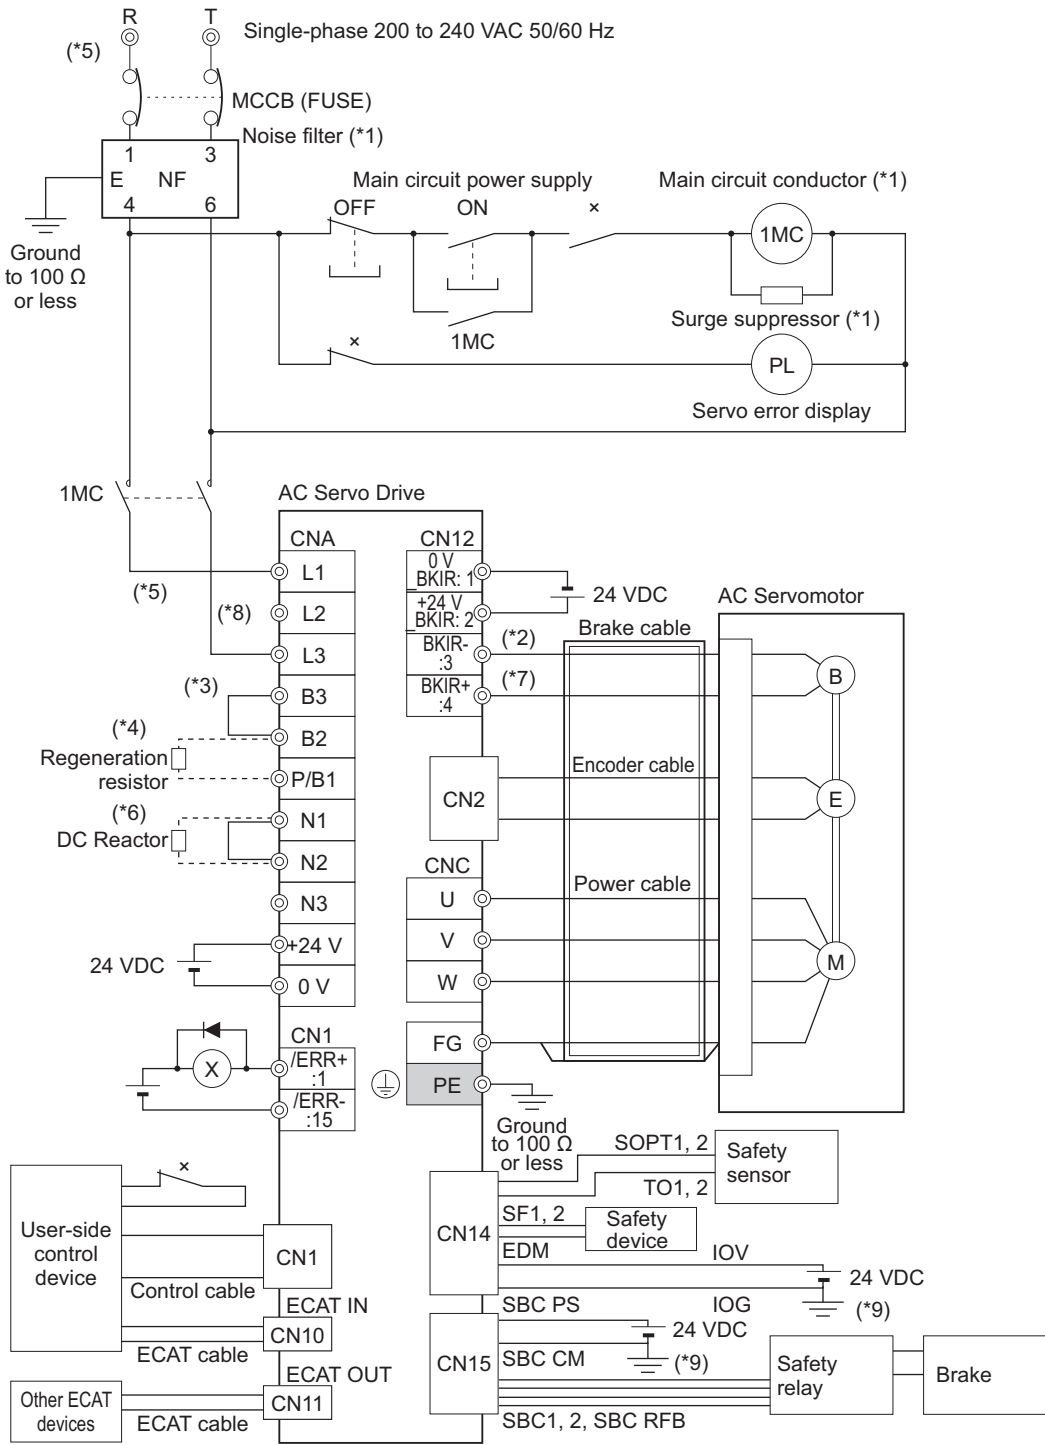 R
T
Single-phase 200 to 240 VAC 50/60 Hz
(*5)
MCCB (FUSE)
Noise filter (*1)
1
3
E
NF
4
6
Ground
to 100 Ω
or less
Main circuit power supply
OFF
ON
×
Main circuit conductor (*1)
1MC
Surge suppressor (*1)
1MC
×
PL
Servo error display
1MC
AC Servo Drive
CNA
L1
L2
L3
B3
B2
P/B1
N1
N2
N3
+24 V
0 V
(*5)
(*8)
(*3)
(*4)
Regeneration
resistor
(*6)
DC Reactor
24 VDC
CN1
/ERR+
:1
/ERR-
:15
X
CN12
0 V
_BKIR: 1
+24 V
_BKIR: 2
BKIR-
:3
BKIR+
:4
24 VDC
(*2)
(*7)
Brake cable
AC Servomotor
B
CN2
Encoder cable
E
CNC
U
V
W
Power cable
M
FG
PE
Ground
to 100 Ω
or less
User-side
control
device
×
CN1
Control cable
ECAT IN
CN10
ECAT cable
ECAT OUT
CN11
Other ECAT
devices
ECAT cable
CN14
SOPT1, 2
TO1, 2
Safety
sensor
SF1, 2
Safety
device
EDM
IOV
IOG
24 VDC
(*9)
CN15
SBC PS
SBC CM
24 VDC
(*9)
SBC1, 2, SBC RFB
Safety
relay
Brake